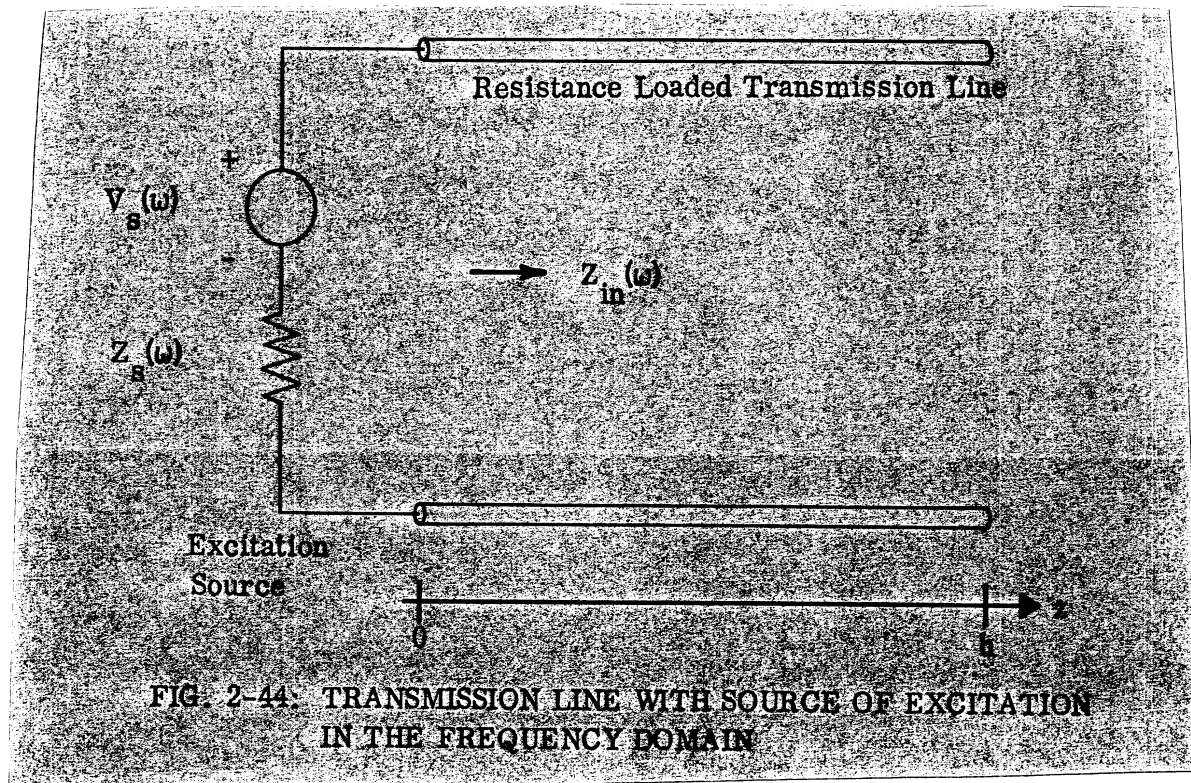 Resistance Loaded Transmission Line
+
V_s(ω)
-
Z_in(ω)
Z_s(ω)
Excitation
Source
z
0
h
FIG. 2-44: TRANSMISSION LINE WITH SOURCE OF EXCITATION
IN THE FREQUENCY DOMAIN